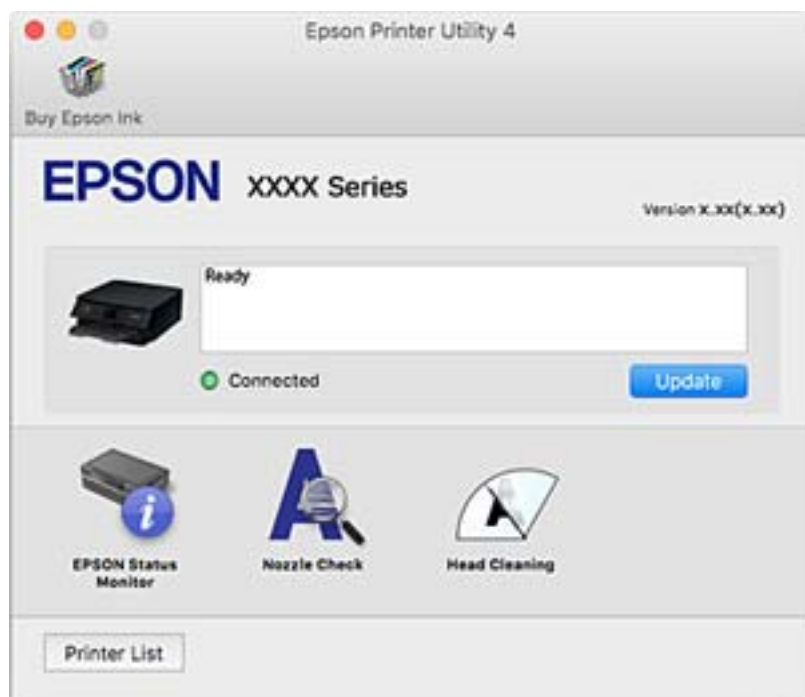 Epson Printer Utility 4
Buy Epson Ink
EPSON XXXX Series
Version X.XX(X.XX)
Ready
Connected
Update
EPSON Status
Monitor
Nozzle Check
Head Cleaning
Printer List